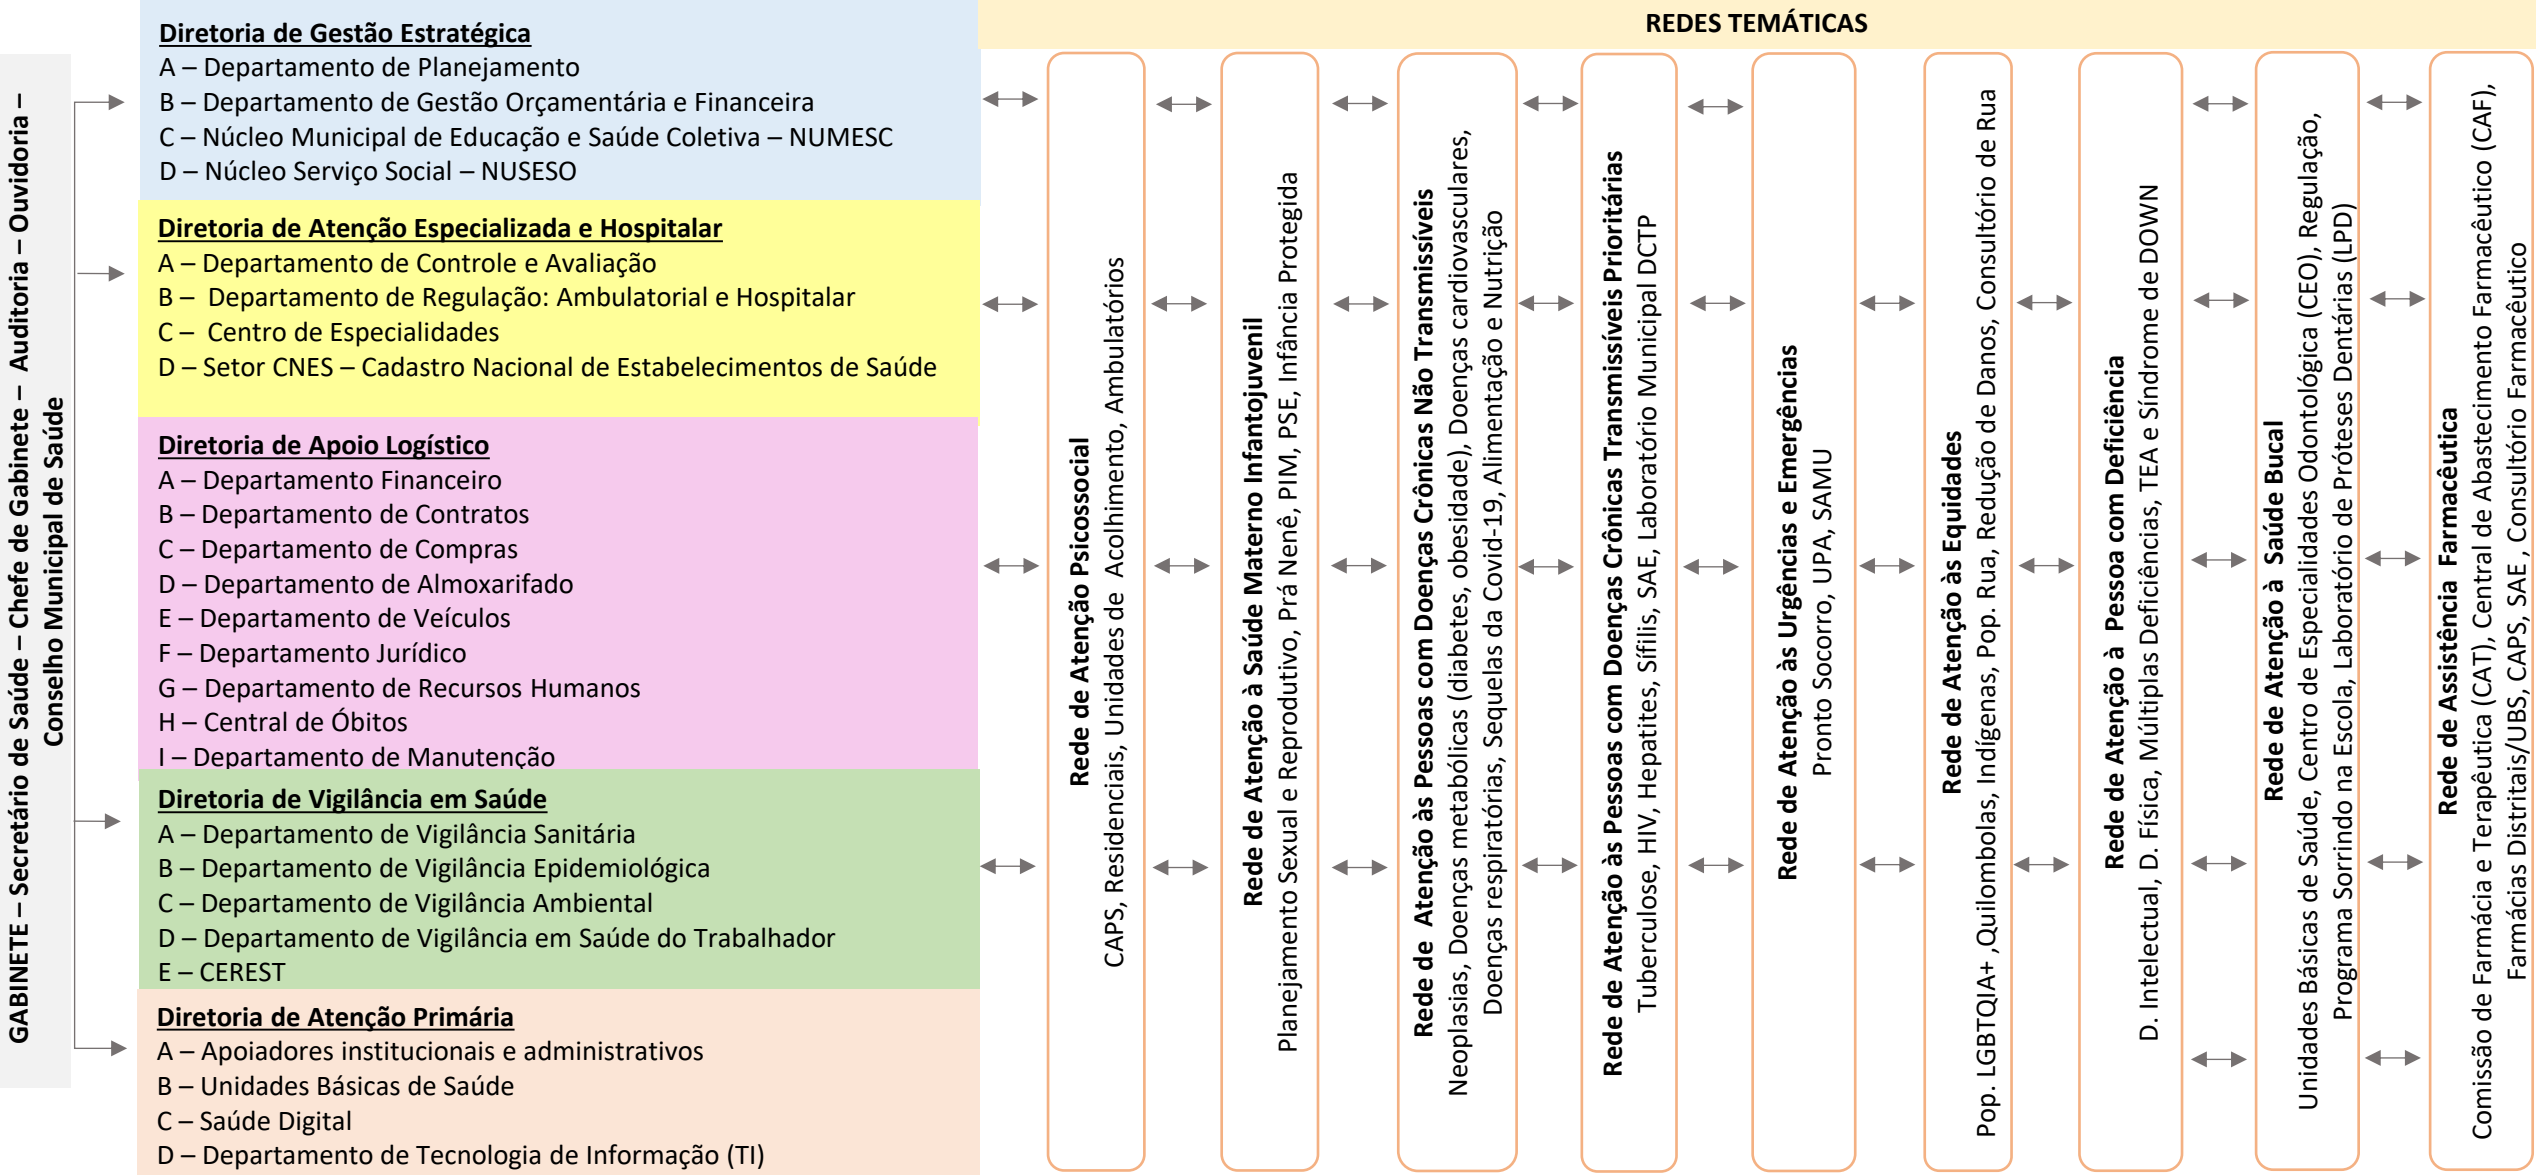 GABINETE – Secretário de Saúde – Chefe de Gabinete – Auditoria – Ouvidoria –
Conselho Municipal de Saúde
Diretoria de Gestão Estratégica
A – Departamento de Planejamento
B – Departamento de Gestão Orçamentária e Financeira
C – Núcleo Municipal de Educação e Saúde Coletiva – NUMESC
D – Núcleo Serviço Social – NUSESO
Diretoria de Atenção Especializada e Hospitalar
A – Departamento de Controle e Avaliação
B – Departamento de Regulação: Ambulatorial e Hospitalar
C – Centro de Especialidades
D – Setor CNES – Cadastro Nacional de Estabelecimentos de Saúde
Diretoria de Apoio Logístico
A – Departamento Financeiro
B – Departamento de Contratos
C – Departamento de Compras
D – Departamento de Almoxarifado
E – Departamento de Veículos
F – Departamento Jurídico
G – Departamento de Recursos Humanos
H – Central de Óbitos
I – Departamento de Manutenção
Diretoria de Vigilância em Saúde
A – Departamento de Vigilância Sanitária
B – Departamento de Vigilância Epidemiológica
C – Departamento de Vigilância Ambiental
D – Departamento de Vigilância em Saúde do Trabalhador
E – CEREST
Diretoria de Atenção Primária
A – Apoiadores institucionais e administrativos
B – Unidades Básicas de Saúde
C – Saúde Digital
D – Departamento de Tecnologia de Informação (TI)
REDES TEMÁTICAS
Rede de Atenção Psicossocial
CAPS, Residenciais, Unidades de Acolhimento, Ambulatórios
Rede de Atenção à Saúde Materno Infantojuvenil
Planejamento Sexual e Reprodutivo, Prá Nenê, PIM, PSE, Infância Protegida
Rede de Atenção às Pessoas com Doenças Crônicas Não Transmissíveis
Neoplasias, Doenças metabólicas (diabetes, obesidade), Doenças cardiovasculares,
Doenças respiratórias, Sequelas da Covid-19, Alimentação e Nutrição
Rede de Atenção às Pessoas com Doenças Crônicas Transmissíveis Prioritárias
Tuberculose, HIV, Hepatites, Sífilis, SAE, Laboratório Municipal DCTP
Rede de Atenção às Urgências e Emergências
Pronto Socorro, UPA, SAMU
Rede de Atenção às Equidades
Pop. LGBTQIA+ ,Quilombolas, Indígenas, Pop. Rua, Redução de Danos, Consultório de Rua
Rede de Atenção à Pessoa com Deficiência
D. Intelectual, D. Física, Múltiplas Deficiências, TEA e Síndrome de DOWN
Rede de Atenção à Saúde Bucal
Unidades Básicas de Saúde, Centro de Especialidades Odontológica (CEO), Regulação,
Programa Sorrindo na Escola, Laboratório de Próteses Dentárias (LPD)
Rede de Assistência Farmacêutica
Comissão de Farmácia e Terapêutica (CAT), Central de Abastecimento Farmacêutico (CAF),
Farmácias Distritais/UBS, CAPS, SAE , Consultório Farmacêutico